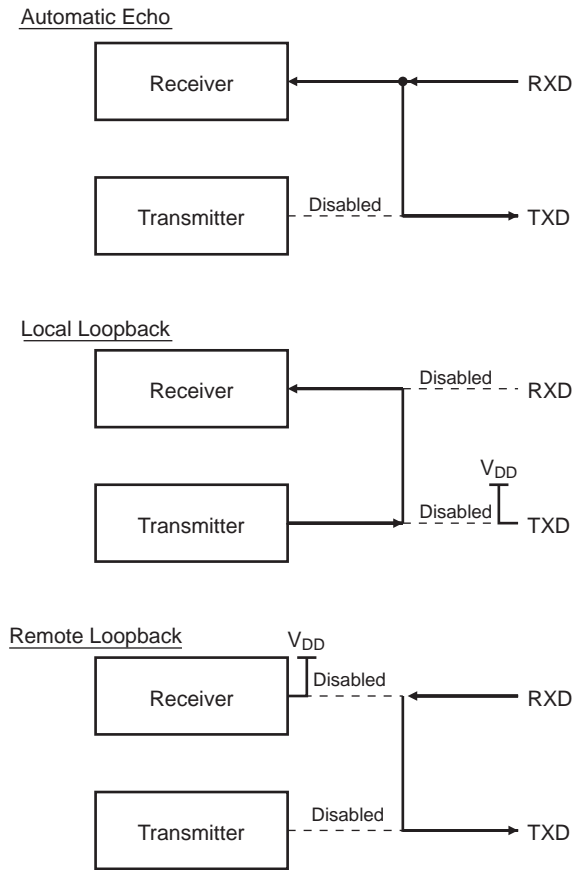 Automatic Echo
Receiver
RXD
Transmitter
Disabled
TXD
Local Loopback
Receiver
Disabled
RXD
VDD
Transmitter
Disabled
TXD
Remote Loopback
VDD
Receiver
Disabled
RXD
Transmitter
Disabled
TXD